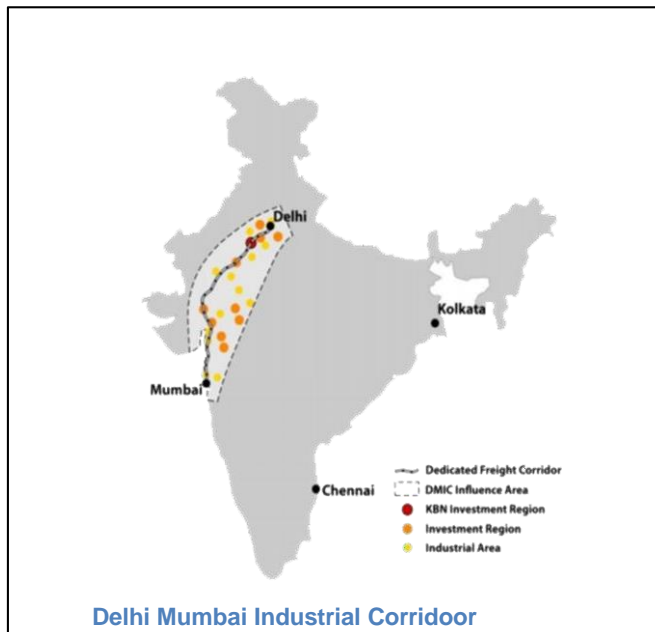 Delhi
Kolkata
Mumbai
Chennai
Dedicated Freight Corridor
DMIC Influence Area
KBN Investment Region
Investment Region
Industrial Area
Delhi Mumbai Industrial Corridoor